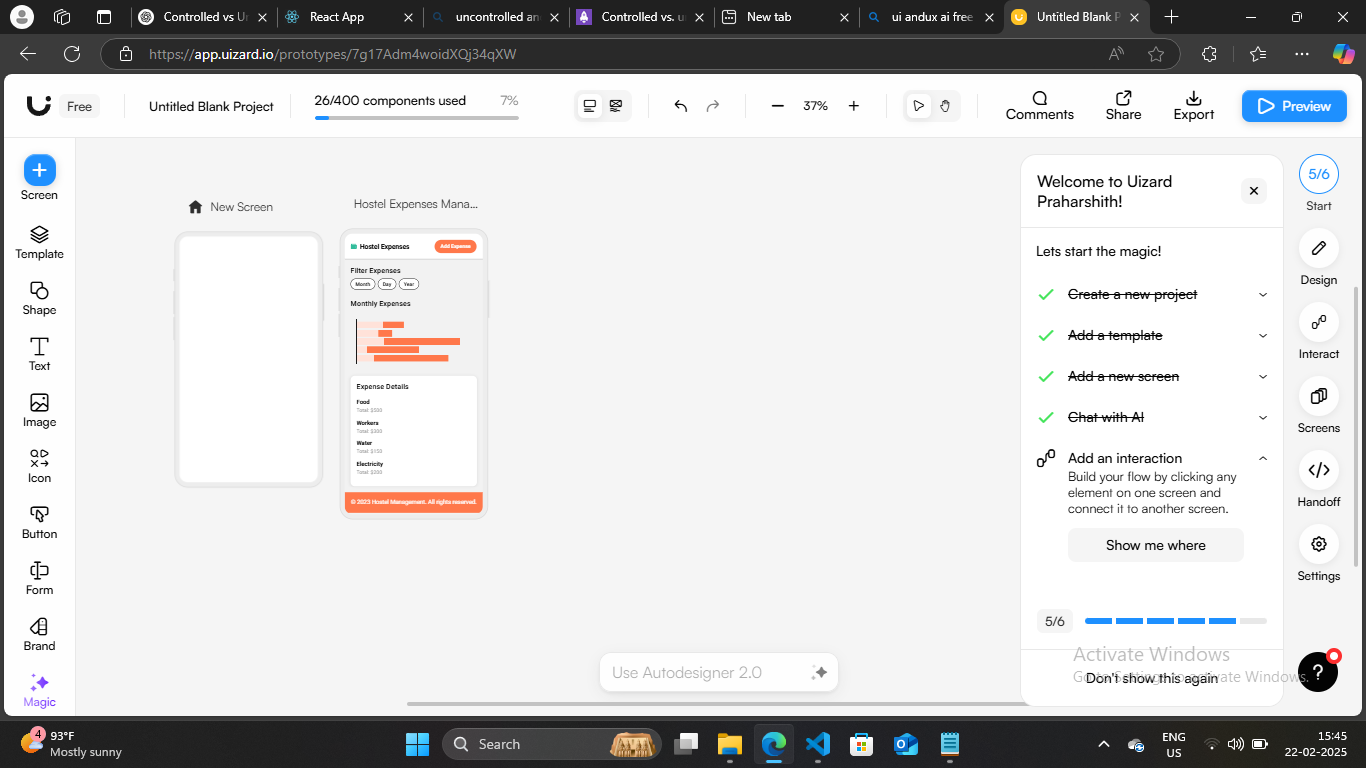 Controlled vs Un
React App
uncontrolled an
Controlled vs. u
New tab
ui andux ai free
Untitled Blank P
https://app.uizard.io/prototypes/7g17Adm4woidXQj34qXW
Free
Untitled Blank Project
26/400 components used 7%
37%
Comments
Share
Export
Preview
Screen
Template
Shape
Text
Image
Icon
Button
Form
Brand
Magic
New Screen
Hostel Expenses Mana...
Hostel Expenses
Add Expense
Filter Expenses
Month Day Year
Monthly Expenses
Expense Details
Food
Total: $500
Workers
Total: $300
Water
Total: $150
Electricity
Total: $200
© 2023 Hostel Management. All rights reserved.
Use Autodesigner 2.0
Welcome to Uizard
Praharshith!
Lets start the magic!
Create a new project
Add a template
Add a new screen
Chat with AI
Add an interaction
Build your flow by clicking any
element on one screen and
connect it to another screen.
Show me where
5/6
Don't show this again
Activate Windows
Go to Settings to activate Windows.
5/6
Start
Design
Interact
Screens
Handoff
Settings
?
4
93°F
Mostly sunny
Search
ENG
US
15:45
22-02-2025